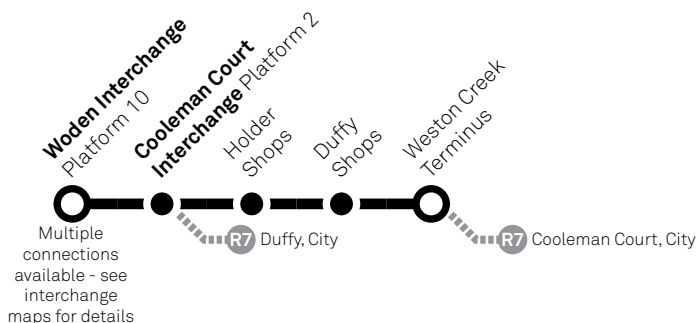 Woden Interchange
Platform 10
Cooleman Court
Interchange Platform 2
Holder
Shops
Duffy
Shops
Weston Creek
Terminus
Multiple
connections
available - see
interchange
maps for details
R7 Duffy, City
R7 Cooleman Court, City